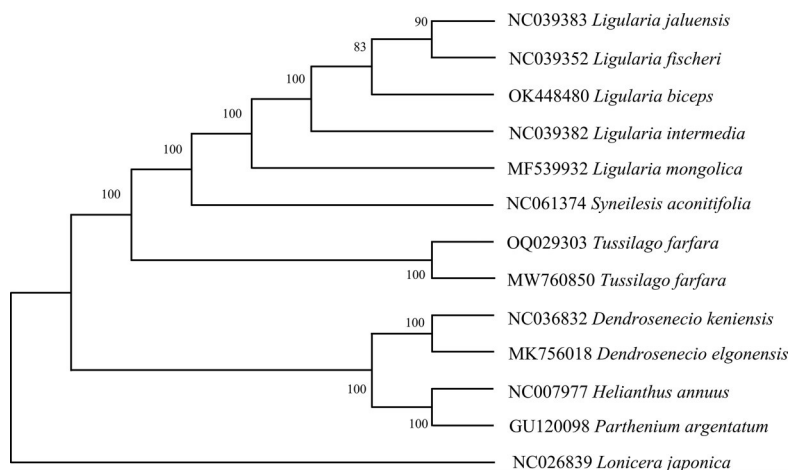 90
NC039383 Ligularia jaluensis
83
NC039352 Ligularia fischeri
100
OK448480 Ligularia biceps
100
NC039382 Ligularia intermedia
100
MF539932 Ligularia mongolica
100
NC061374 Syneilesis aconitifolia
OQ029303 Tussilago farfara
100
MW760850 Tussilago farfara
100
NC036832 Dendrosenecio keniensis
MK756018 Dendrosenecio elgonensis
100
NC007977 Helianthus annuus
100
GU120098 Parthenium argentatum
NC026839 Lonicera japonica